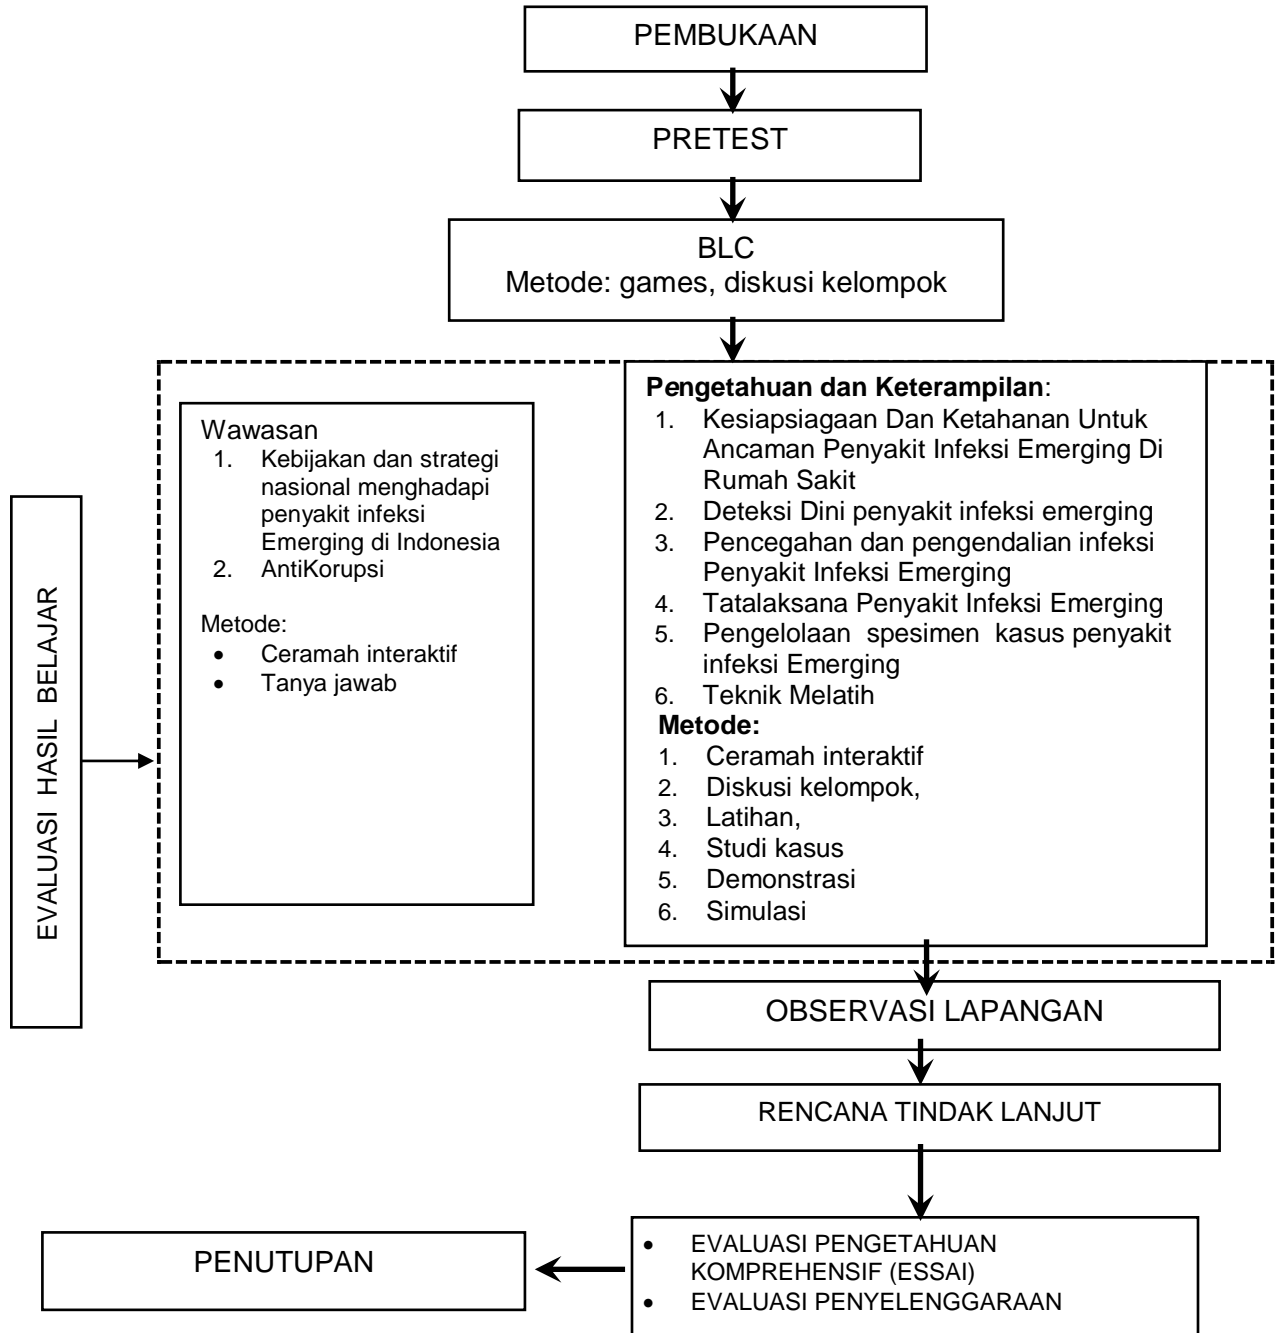 PEMBUKAAN
PRETEST
BLC
Metode: games, diskusi kelompok
EVALUASI HASIL BELAJAR
Wawasan
1. Kebijakan dan strategi
nasional menghadapi
penyakit infeksi
Emerging di Indonesia
2. AntiKorupsi
Metode:
• Ceramah interaktif
• Tanya jawab
Pengetahuan dan Keterampilan:
1. Kesiapsiagaan Dan Ketahanan Untuk
Ancaman Penyakit Infeksi Emerging Di
Rumah Sakit
2. Deteksi Dini penyakit infeksi emerging
3. Pencegahan dan pengendalian infeksi
Penyakit Infeksi Emerging
4. Tatalaksana Penyakit Infeksi Emerging
5. Pengelolaan spesimen kasus penyakit
infeksi Emerging
6. Teknik Melatih
Metode:
1. Ceramah interaktif
2. Diskusi kelompok,
3. Latihan,
4. Studi kasus
5. Demonstrasi
6. Simulasi
OBSERVASI LAPANGAN
RENCANA TINDAK LANJUT
• EVALUASI PENGETAHUAN
KOMPREHENSIF (ESSAI)
• EVALUASI PENYELENGGARAAN
PENUTUPAN